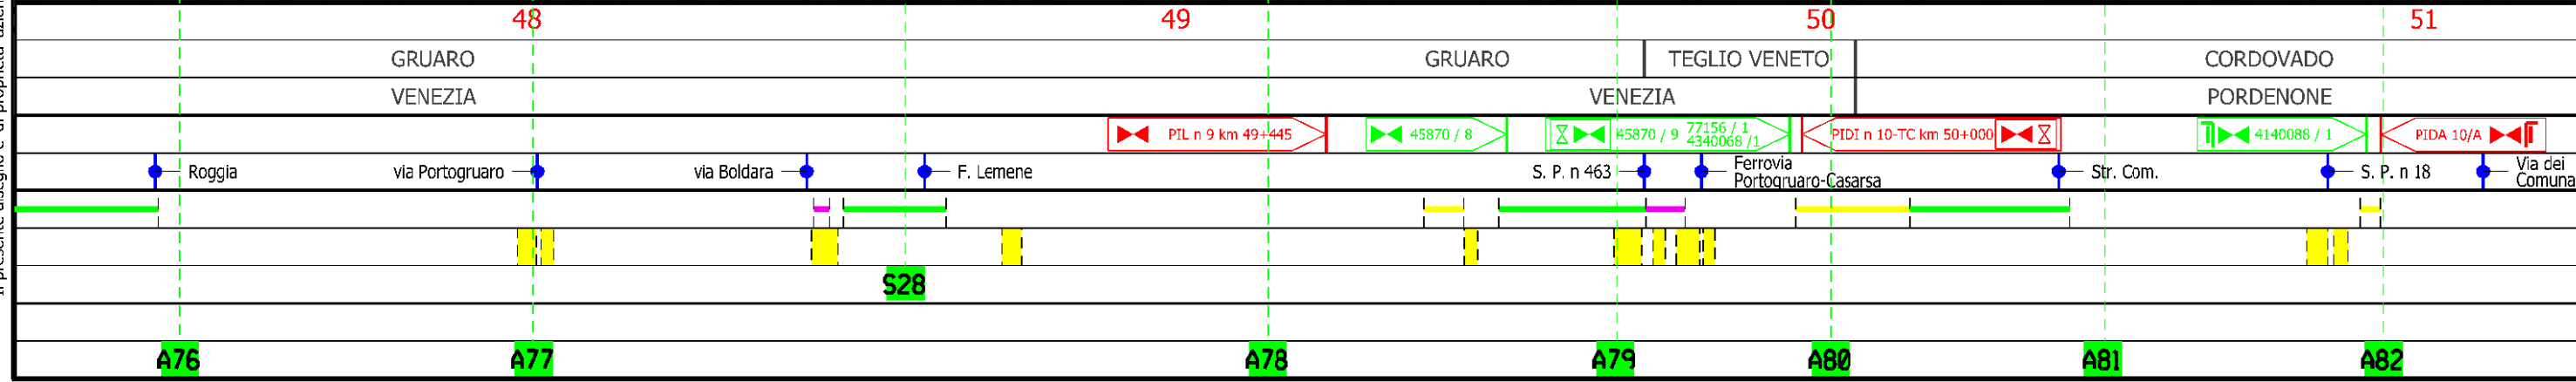 48 49 50 51
GRUARO GRUARO TEGLIO VENETO CORDOVADO
VENEZIA VENEZIA PORDENONE
PIL n 9 km 49+445 45870 / 8 45870 / 9 77156 / 1 4340068 /1 PIDI n 10-TC km 50+000 4140088 / 1 PIDA 10/A
Roggia via Portogruaro via Boldara F. Lemene S. P. n 463 Ferrovia Portogruaro-Casarsa Str. Com. S. P. n 18 Via dei Comuna
S28
A76 A77 A78 A79 A80 A81 A82